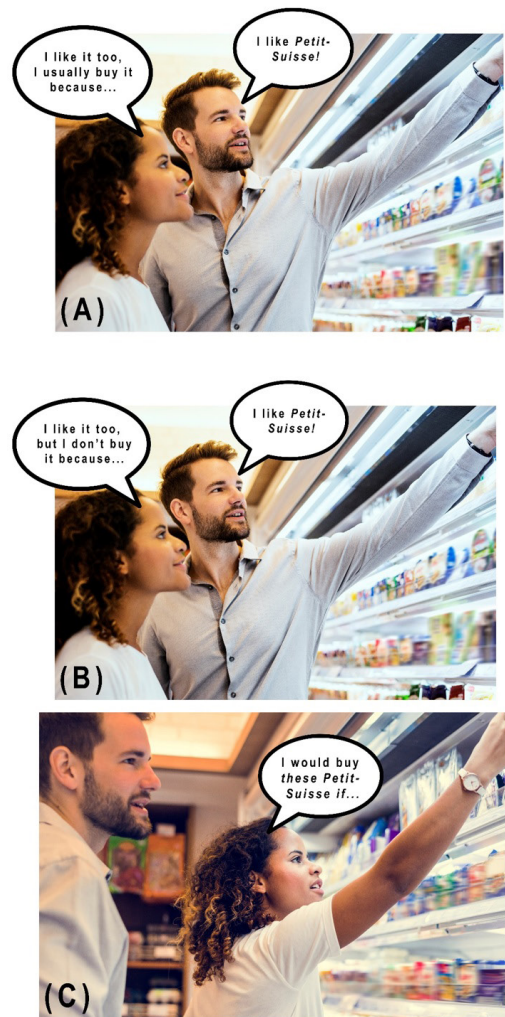 I like it too,
I usually buy it
because...
I like Petit-
Suisse!
(A)
I like it too,
but I don't buy
it because...
I like Petit-
Suisse!
(B)
I would buy
these Petit-
Suisse if...
(C)